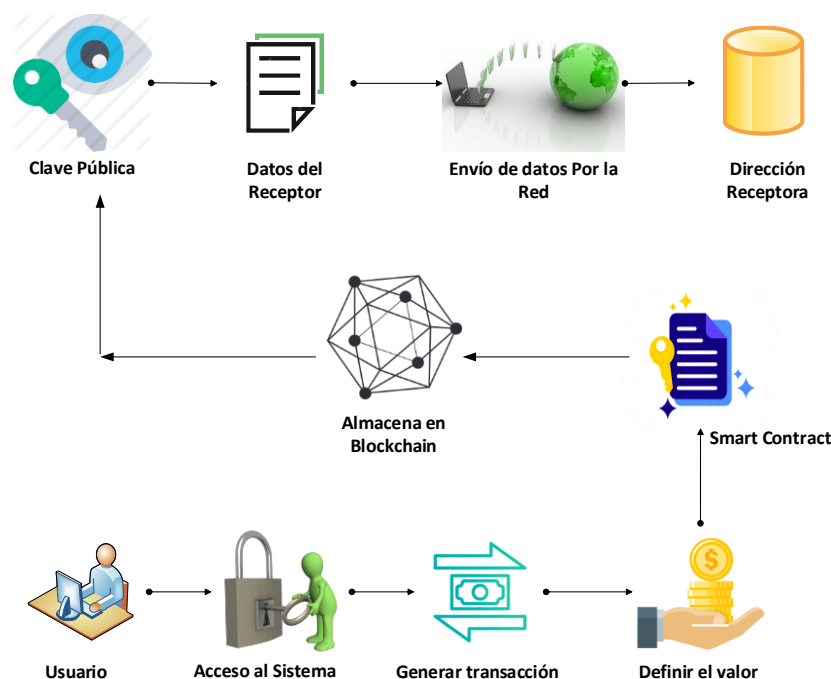 Clave Pública
Datos del
Receptor
Envío de datos Por la
Red
Dirección
Receptora
Almacena en
Blockchain
Smart Contract
$
Usuario
Acceso al Sistema
Generar transacción
Definir el valor